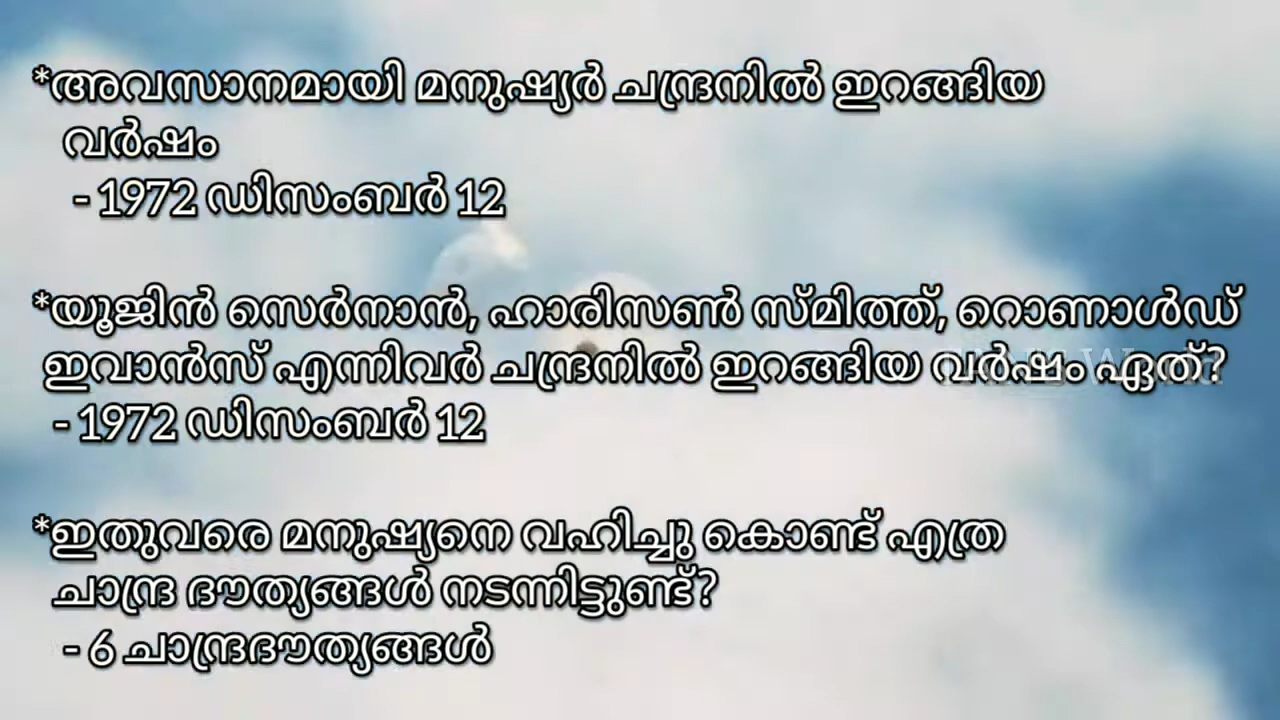 *അവസാനമായി മനുഷ്യർ ചന്ദ്രനിൽ ഇറങ്ങിയ
വർഷം
- 1972 ഡിസംബർ 12
*യൂജിൻ സെർനാൻ, ഹാരിസൺ സ്മിത്ത്, റൊണാൾഡ്
ഇവാൻസ് എന്നിവർ ചന്ദ്രനിൽ ഇറങ്ങിയ വർഷം ഏത്?
- 1972 ഡിസംബർ 12
*ഇതുവരെ മനുഷ്യനെ വഹിച്ചു കൊണ്ട് എത്ര
ചാന്ദ്ര ദൗത്യങ്ങൾ നടന്നിട്ടുണ്ട്?
- 6 ചാന്ദ്രദൗത്യങ്ങൾ